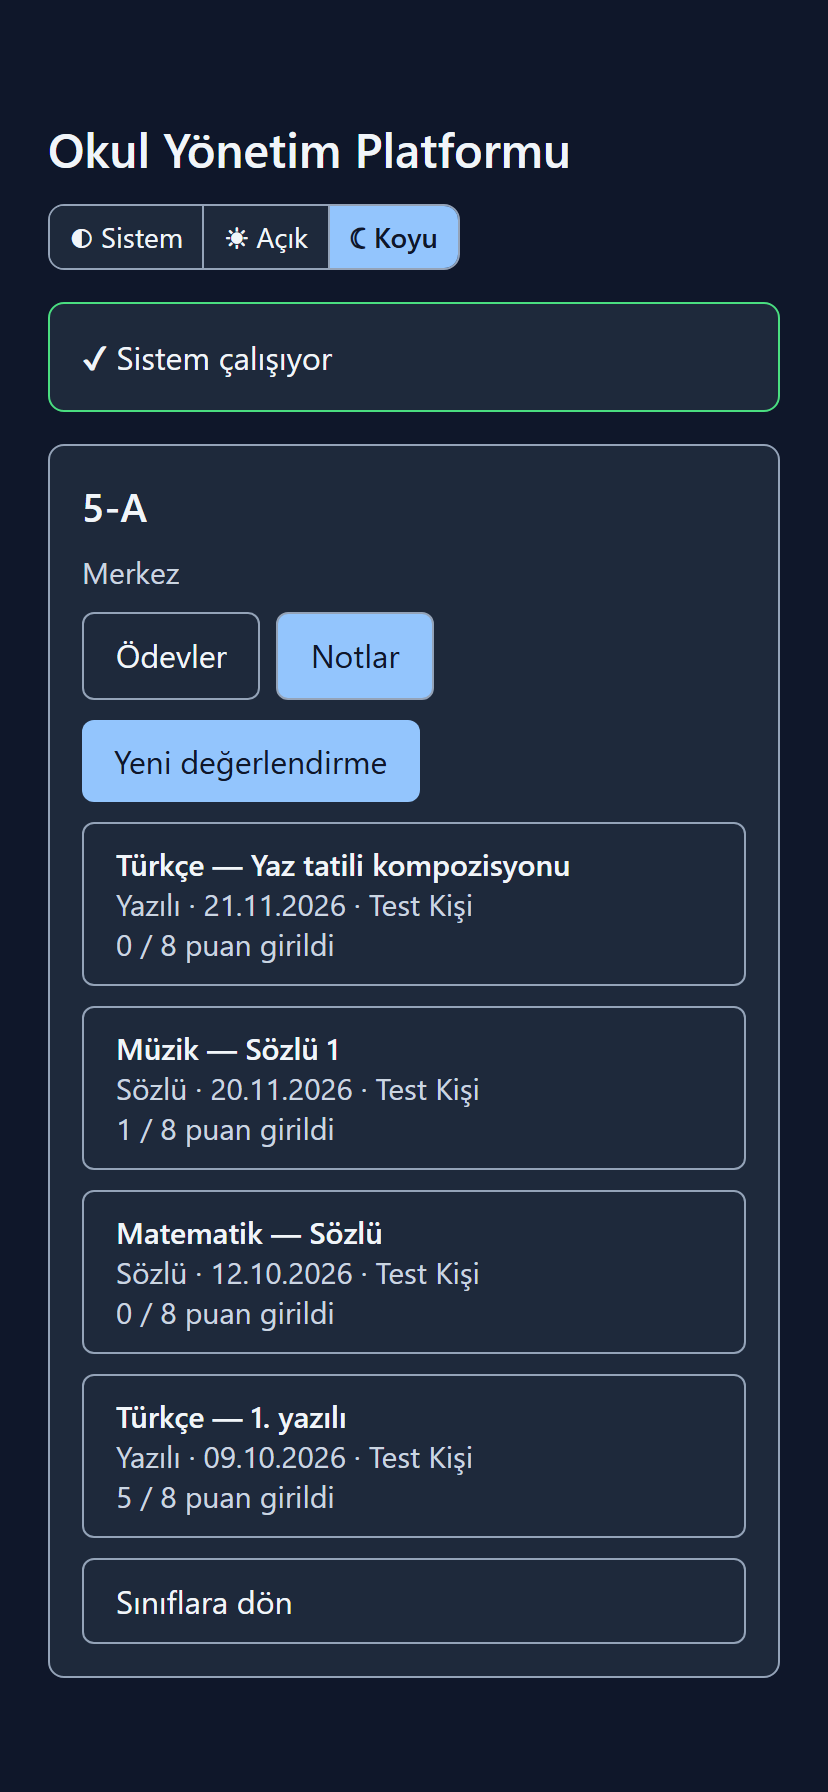 Okul Yönetim Platformu
◐ Sistem ☀ Açık ☾ Koyu
✓ Sistem çalışıyor
5-A
Merkez
Ödevler Notlar
Yeni değerlendirme
Türkçe — Yaz tatili kompozisyonu
Yazılı · 21.11.2026 · Test Kişi
0 / 8 puan girildi
Müzik — Sözlü 1
Sözlü · 20.11.2026 · Test Kişi
1 / 8 puan girildi
Matematik — Sözlü
Sözlü · 12.10.2026 · Test Kişi
0 / 8 puan girildi
Türkçe — 1. yazılı
Yazılı · 09.10.2026 · Test Kişi
5 / 8 puan girildi
Sınıflara dön